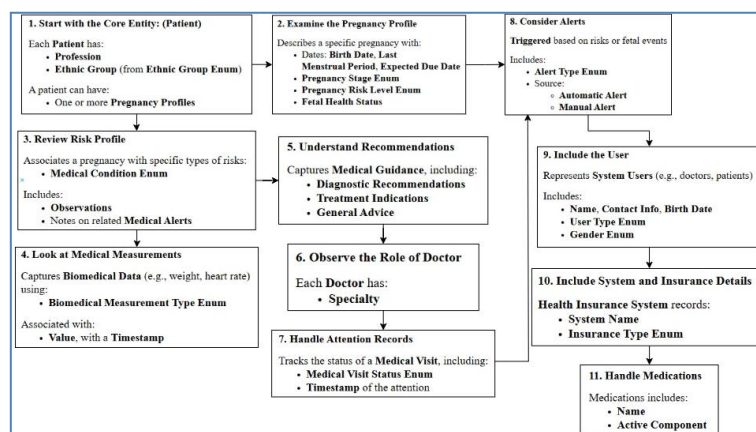 1. Start with the Core Entity: (Patient)
Each Patient has:
• Profession
• Ethnic Group (from Ethnic Group Enum)
A patient can have:
• One or more Pregnancy Profiles
2. Examine the Pregnancy Profile
Describes a specific pregnancy with:
• Dates: Birth Date, Last
Menstrual Period, Expected Due Date
• Pregnancy Stage Enum
• Pregnancy Risk Level Enum
• Fetal Health Status
3. Review Risk Profile
Associates a pregnancy with specific types of risks:
• Medical Condition Enum
Includes:
• Observations
• Notes on related Medical Alerts
4. Look at Medical Measurements
Captures Biomedical Data (e.g., weight, heart rate)
using:
• Biomedical Measurement Type Enum
Associated with:
• Value, with a Timestamp
5. Understand Recommendations
Captures Medical Guidance, including:
• Diagnostic Recommendations
• Treatment Indications
• General Advice
6. Observe the Role of Doctor
Each Doctor has:
• Specialty
7. Handle Attention Records
Tracks the status of a Medical Visit, including:
• Medical Visit Status Enum
• Timestamp of the attention
8. Consider Alerts
Triggered based on risks or fetal events
Includes:
• Alert Type Enum
• Source:
○ Automatic Alert
○ Manual Alert
9. Include the User
Represents System Users (e.g., doctors, patients)
Includes:
• Name, Contact Info, Birth Date
• User Type Enum
• Gender Enum
10. Include System and Insurance Details
Health Insurance System records:
• System Name
• Insurance Type Enum
11. Handle Medications
Medications includes:
• Name
• Active Component